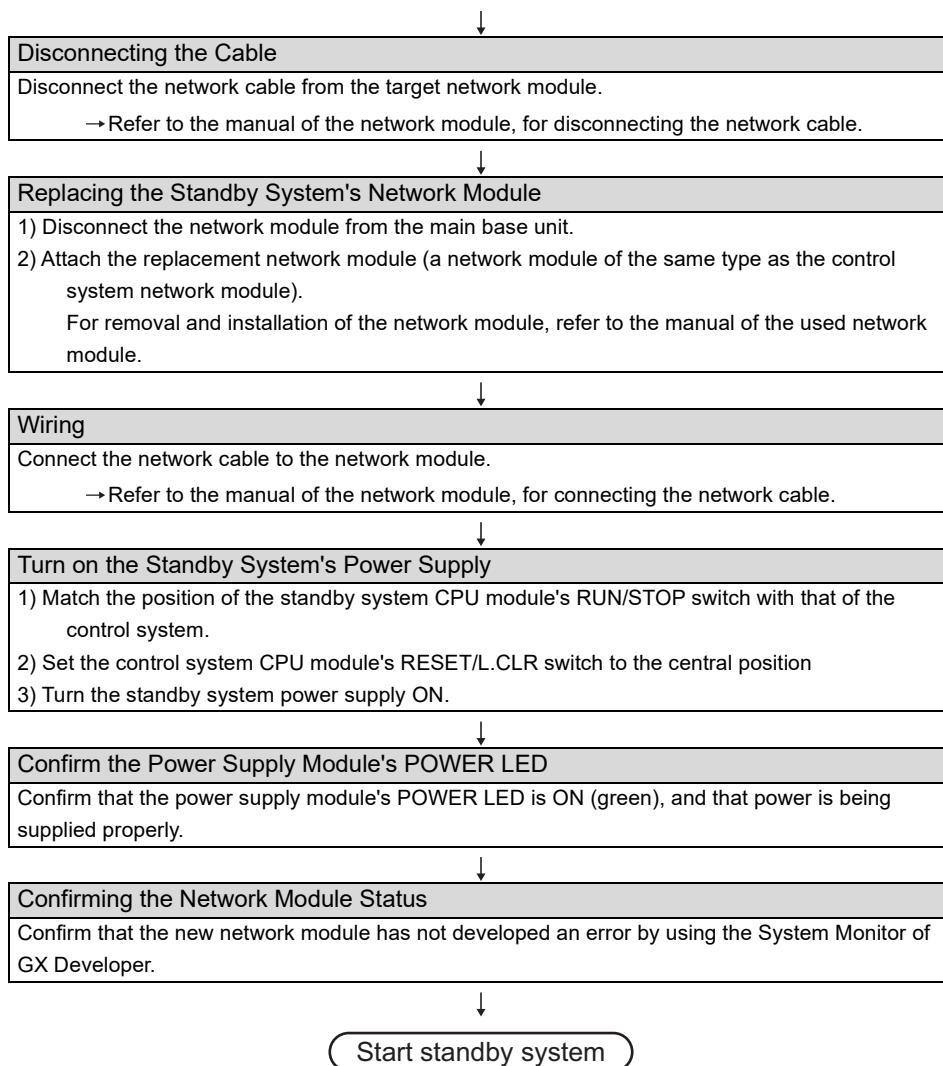 Disconnecting the Cable
Disconnect the network cable from the target network module.
→Refer to the manual of the network module, for disconnecting the network cable.
Replacing the Standby System's Network Module
1) Disconnect the network module from the main base unit.
2) Attach the replacement network module (a network module of the same type as the control
system network module).
For removal and installation of the network module, refer to the manual of the used network
module.
Wiring
Connect the network cable to the network module.
→Refer to the manual of the network module, for connecting the network cable.
Turn on the Standby System's Power Supply
1) Match the position of the standby system CPU module's RUN/STOP switch with that of the
control system.
2) Set the control system CPU module's RESET/L.CLR switch to the central position
3) Turn the standby system power supply ON.
Confirm the Power Supply Module's POWER LED
Confirm that the power supply module's POWER LED is ON (green), and that power is being
supplied properly.
Confirming the Network Module Status
Confirm that the new network module has not developed an error by using the System Monitor of
GX Developer.
Start standby system